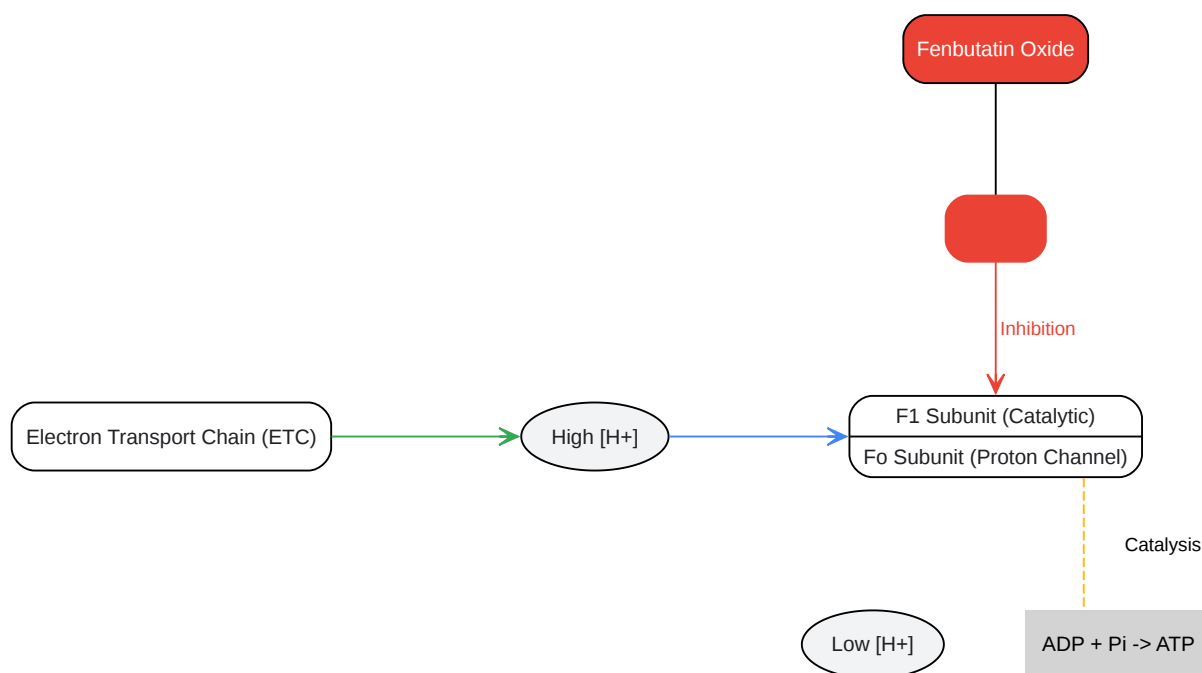 Fenbutatin Oxide
Inhibition
Electron Transport Chain (ETC)
High [H+]
F1 Subunit (Catalytic)
Fo Subunit (Proton Channel)
Catalysis
Low [H+]
ADP + Pi -> ATP